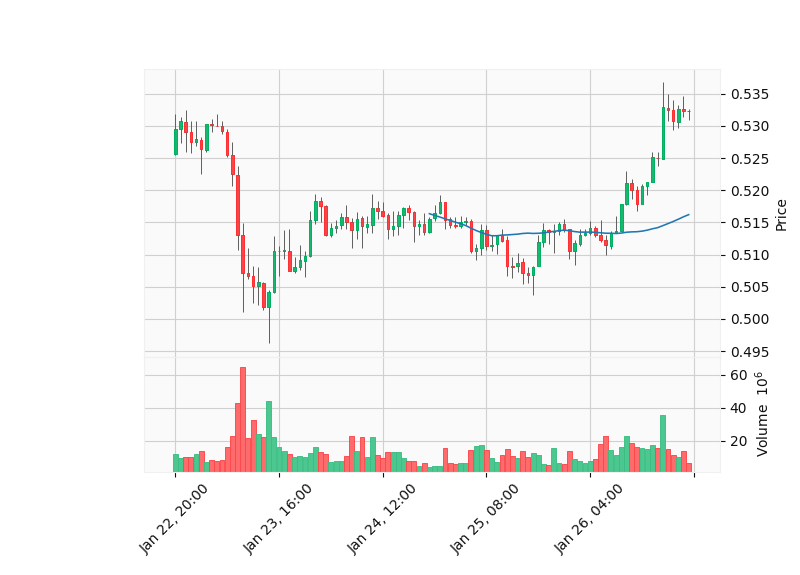 0.535
0.530
0.525
0.520
0.515
0.510
0.505
0.500
0.495
Price
60
40
20
Volume 10^6
Jan 22, 20:00
Jan 23, 16:00
Jan 24, 12:00
Jan 25, 08:00
Jan 26, 04:00